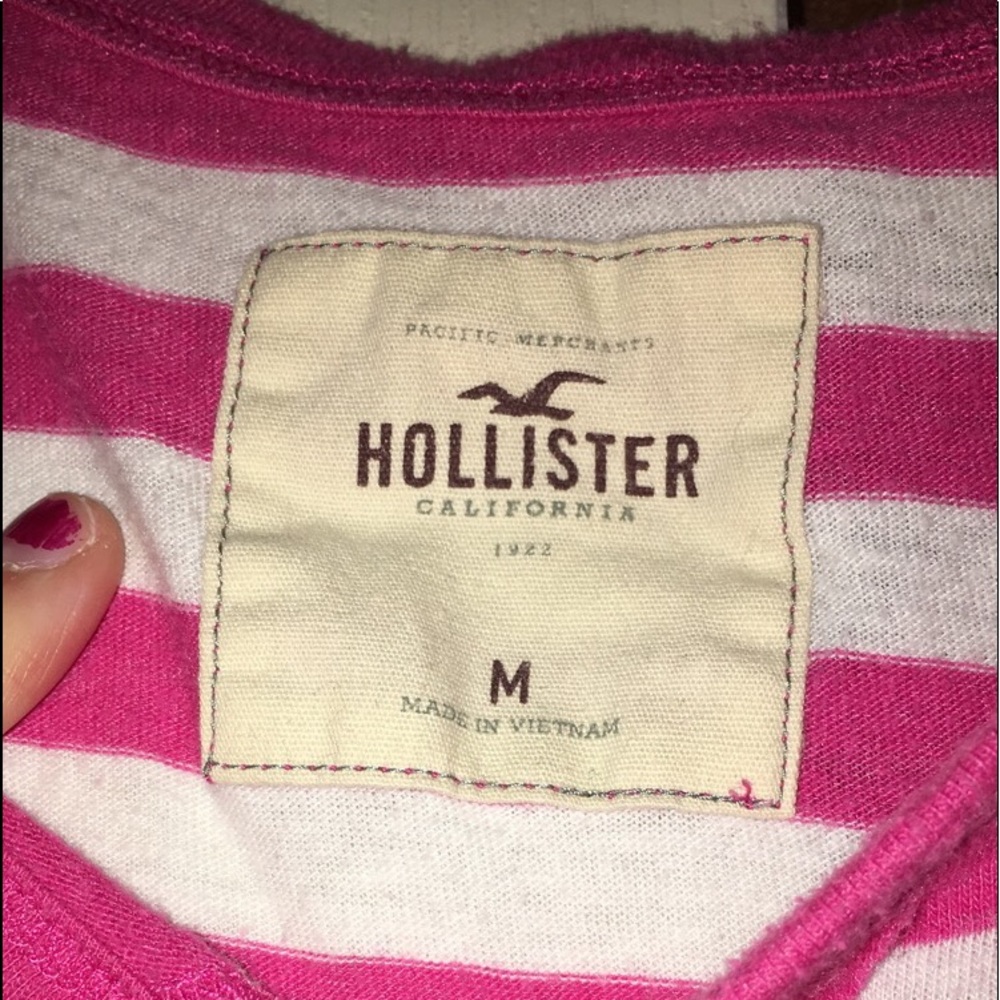 PACIFIC MERCHANTS
HOLLISTER
CALIFORNIA
1922
M
MADE IN VIETNAM